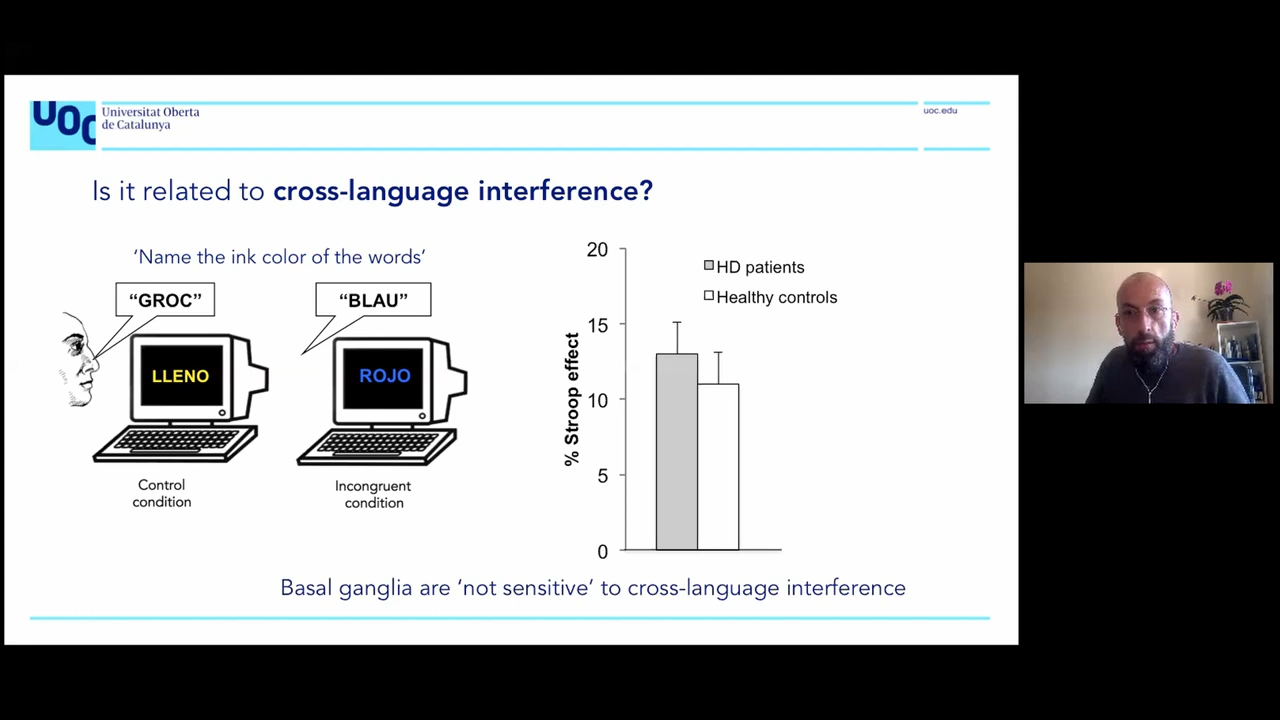 UOC
Universitat Oberta
de Catalunya
uoc.edu
Is it related to cross-language interference?
‘Name the ink color of the words‘
“GROC”
“BLAU”
LLENO
ROJO
Control
condition
Incongruent
condition
20
15
10
5
0
% Stroop effect
HD patients
Healthy controls
Basal ganglia are ‘not sensitive’ to cross-language interference